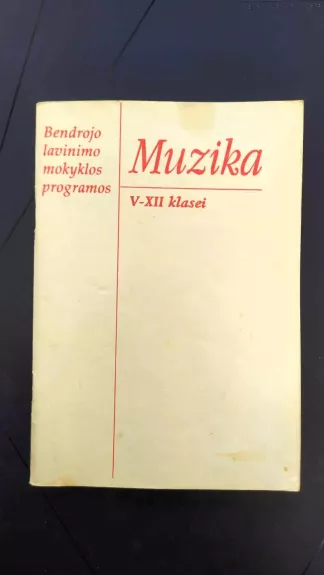 Bendrojo
lavinimo
mokyklos
programos
Muzika
V-XII klasei